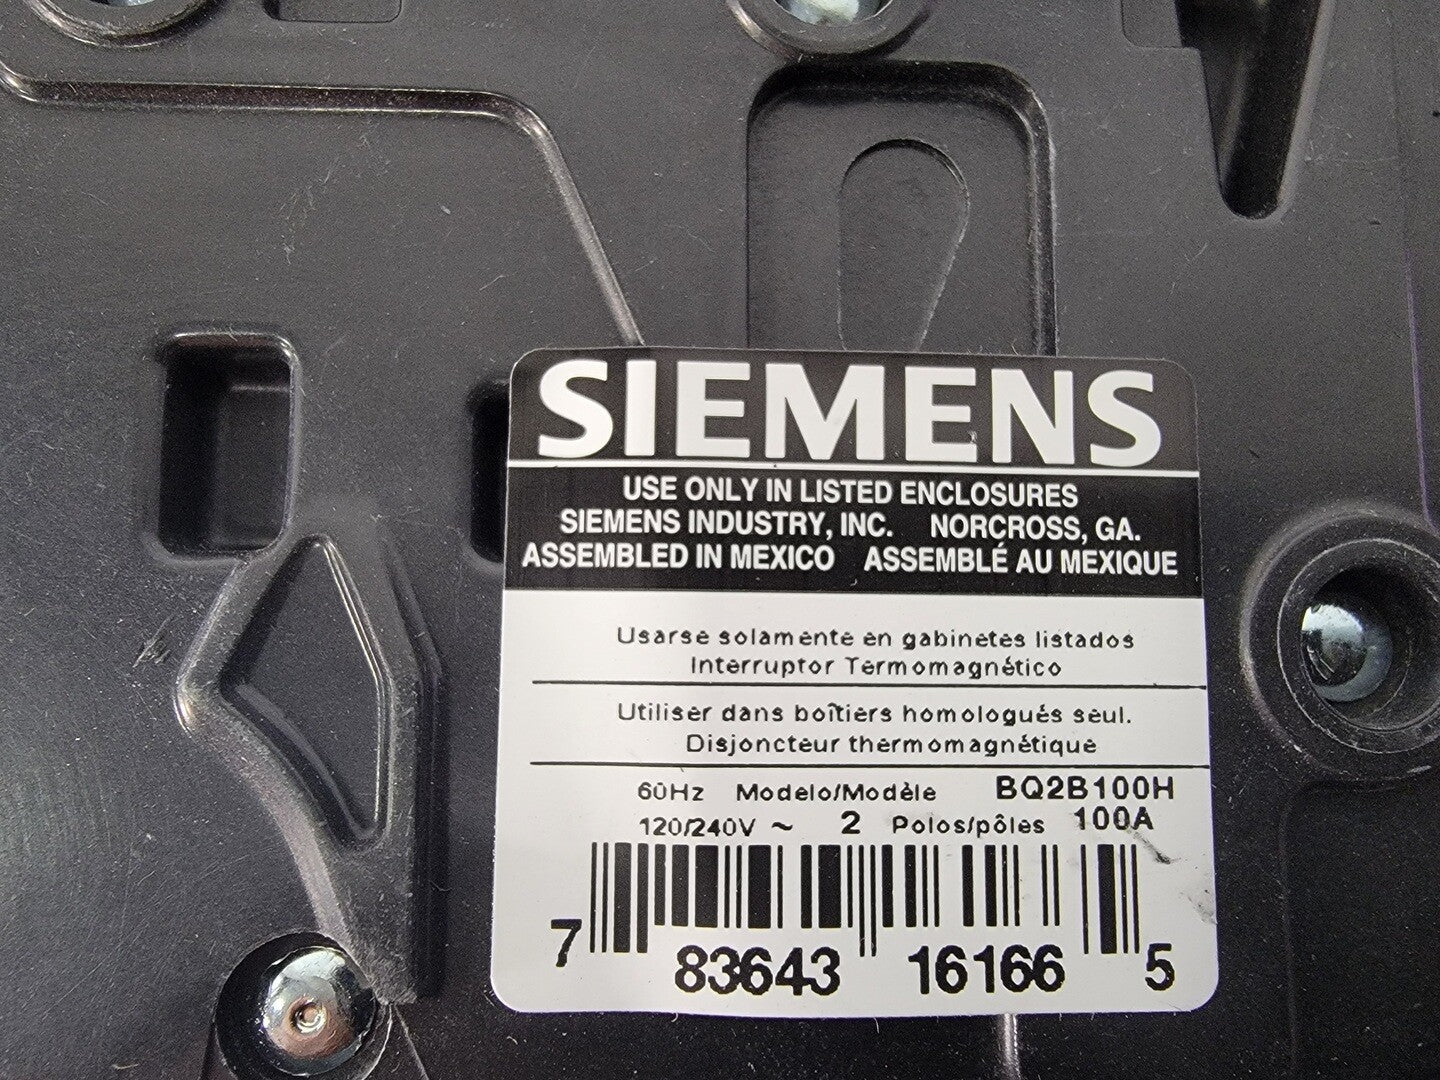 SIEMENS
USE ONLY IN LISTED ENCLOSURES
SIEMENS INDUSTRY, INC. NORCROSS, GA.
ASSEMBLED IN MEXICO ASSEMBLÉ AU MEXIQUE
Usarse solamente en gabinetes listados
Interruptor Termomagnético
Utiliser dans boîtiers homologués seul.
Disjoncteur thermomagnétique
60Hz Modelo/Modèle BQ2B100H
120/240V ~ 2 Polos/pôles 100A
7 83643 16166 5